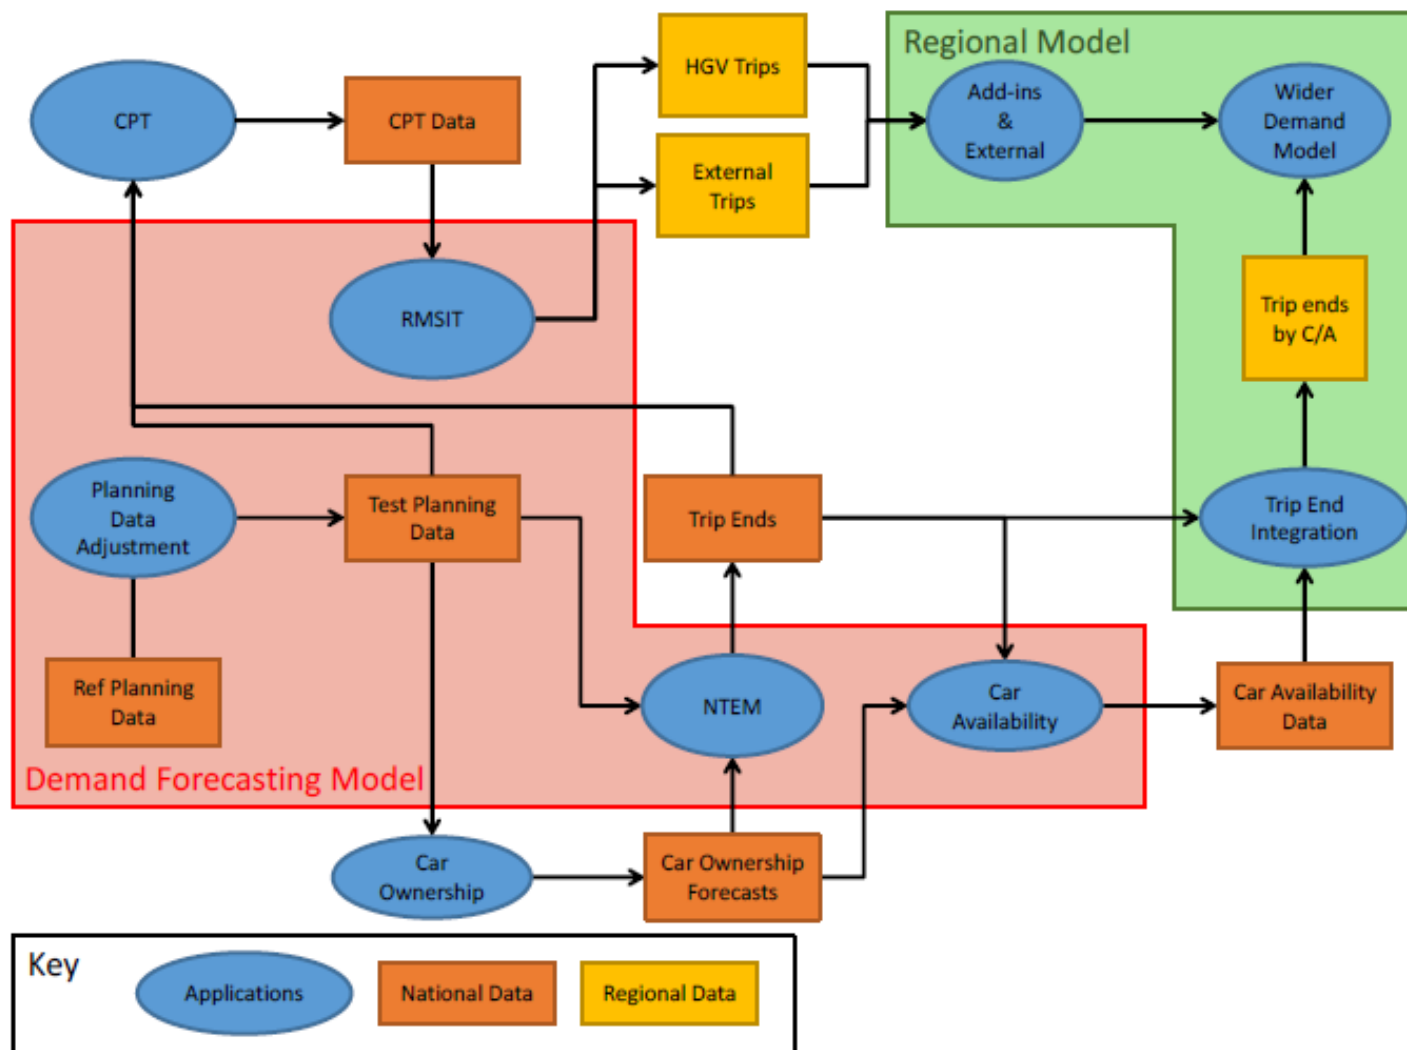 Regional Model
HGV Trips
CPT
CPT Data
Add-ins
&
External
Wider
Demand
Model
External
Trips
RMSIT
Trip ends
by C/A
Planning
Data
Adjustment
Test Planning
Data
Trip Ends
Trip End
Integration
Ref Planning
Data
NTEM
Car
Availability
Car Availability
Data
Demand Forecasting Model
Car
Ownership
Car Ownership
Forecasts
Key
Applications
National Data
Regional Data